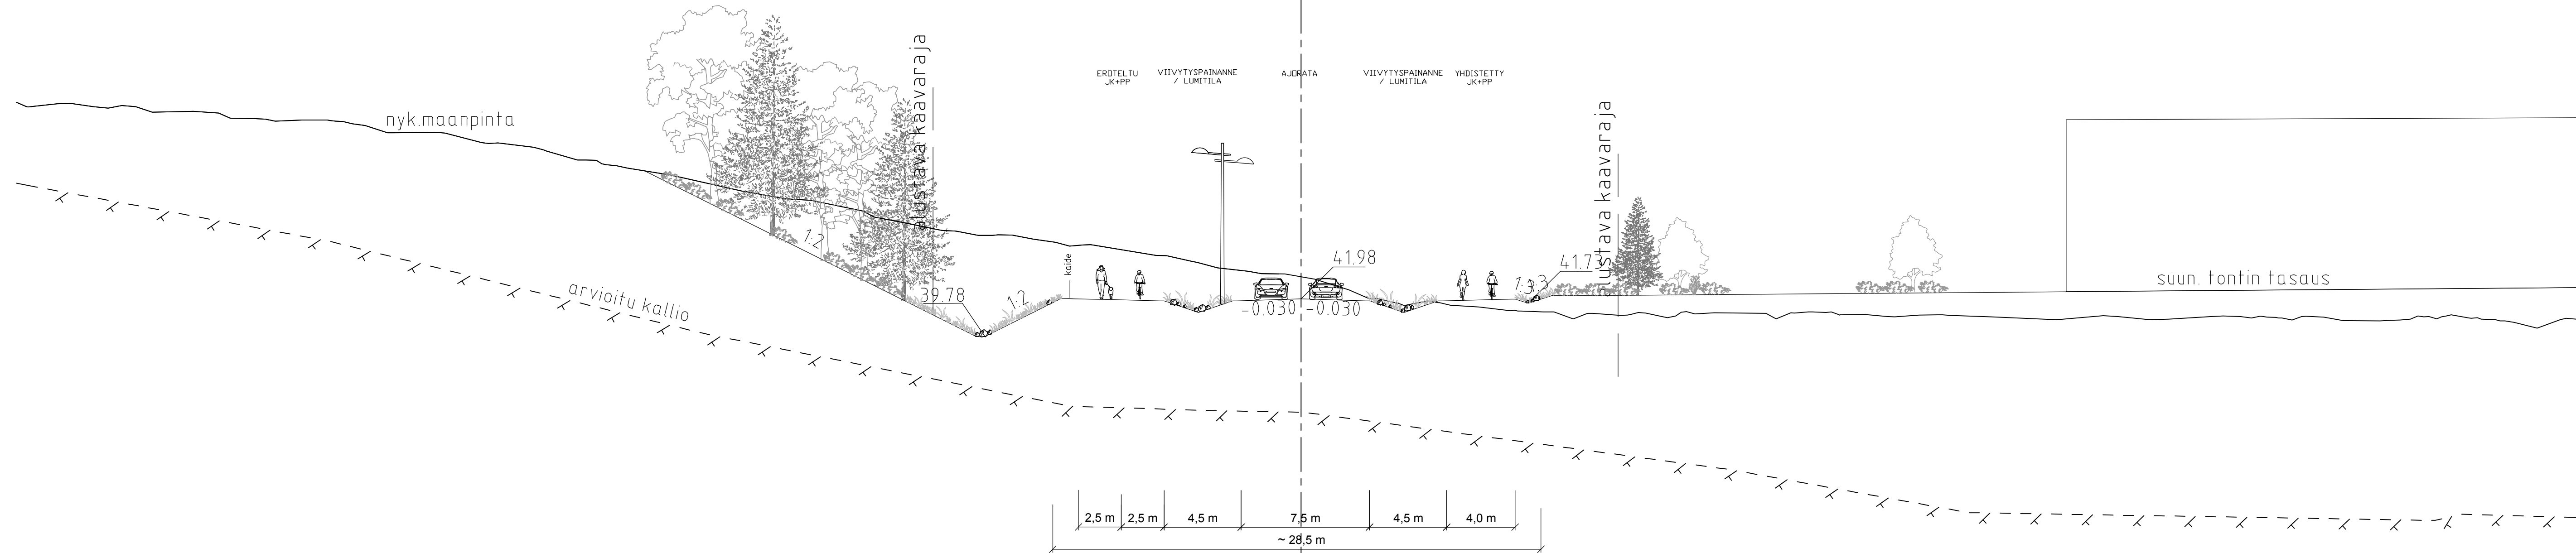 EROTELTU
JK+PP
VIIVYTYSPAINANNE
/ LUMITILA
AJORATA
VIIVYTYSPAINANNE
/ LUMITILA
YHDISTETTY
JK+PP
nyk.maanpinta
alustava kaavaraja
alustava kaavaraja
1:2
kaide
41.98
41.73
39.78
1:2
1:3
1:3
-0.030
-0.030
suun. tontin tasaus
arvioitu kallio
2,5 m
2,5 m
4,5 m
7,5 m
4,5 m
4,0 m
~ 28,5 m